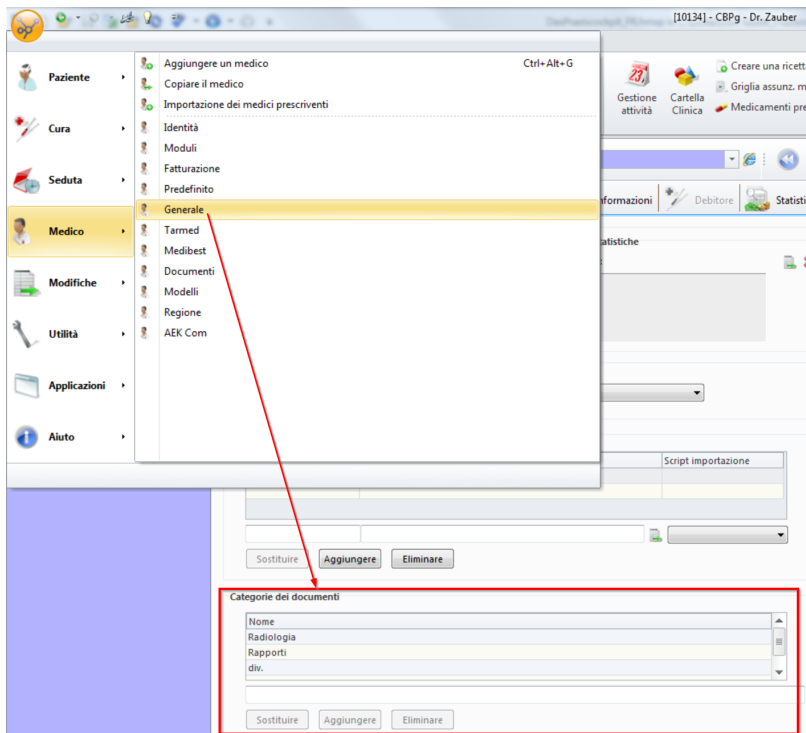 [10134] - CBPg - Dr. Zauber
Paziente
Cura
Seduta
Medico
Modifiche
Utilità
Applicazioni
Aiuto
Aggiungere un medico Ctrl+Alt+G
Copiare il medico
Importazione dei medici prescriventi
Identità
Moduli
Fatturazione
Predefinito
Generale
Tarmed
Medibest
Documenti
Modelli
Regione
AEK Com
23,
Gestione
attività
Cartella
Clinica
Creare una ricett
Griglia assunz. m
Medicamenti pre
nformazioni Debitore Statisti
atistiche
Script importazione
Sostituire Aggiungere Eliminare
Categorie dei documenti
Nome
Radiologia
Rapporti
div.
Sostituire Aggiungere Eliminare